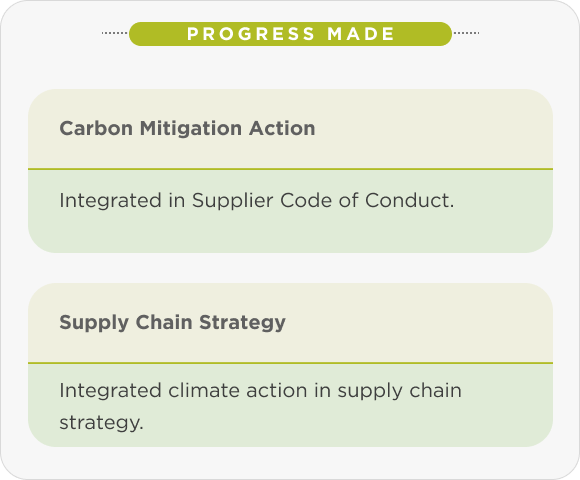 PROGRESS MADE
Carbon Mitigation Action
Integrated in Supplier Code of Conduct.
Supply Chain Strategy
Integrated climate action in supply chain
strategy.